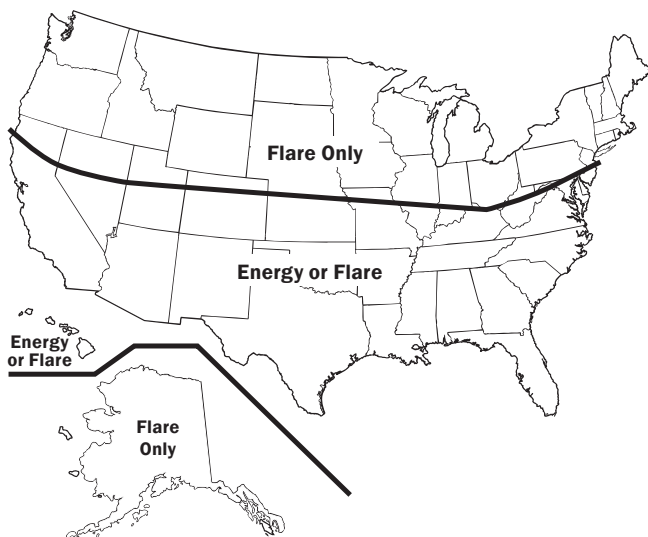 Flare Only
Energy or Flare
Energy
or Flare
Flare
Only